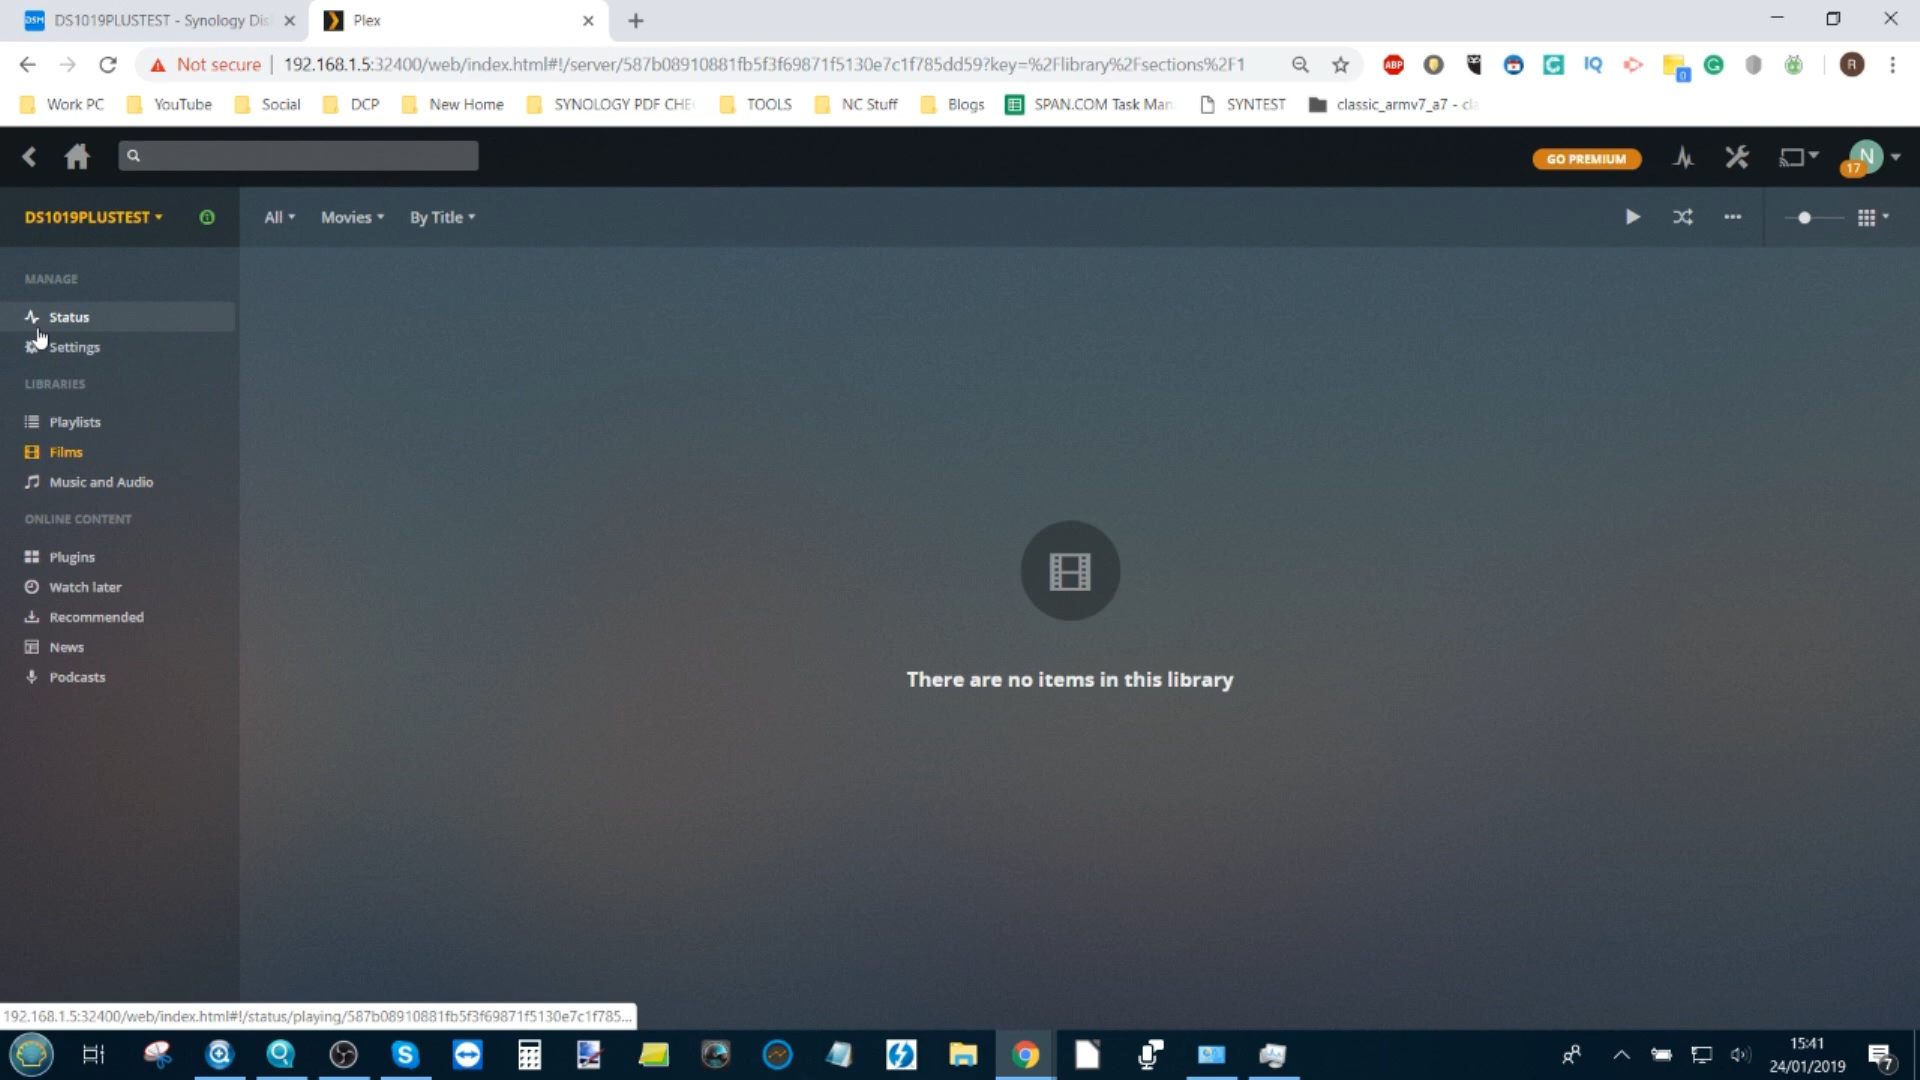 DS1019PLUSTEST - Synology Dis
Plex
Not secure
192.168.1.5:32400/web/index.html#!/server/587b08910881fb5f3f69871f5130e7c1f785dd59?key=%2Flibrary%2Fsections%2F1
Work PC
YouTube
Social
DCP
New Home
SYNOLOGY PDF CHE
TOOLS
NC Stuff
Blogs
SPAN.COM Task Man
SYNTEST
classic_armv7_a7 - cla
GO PREMIUM
N
17
DS1019PLUSTEST
All
Movies
By Title
MANAGE
Status
Settings
LIBRARIES
Playlists
Films
Music and Audio
ONLINE CONTENT
Plugins
Watch later
Recommended
News
Podcasts
There are no items in this library
192.168.1.5:32400/web/index.html#!/status/playing/587b08910881fb5f3f69871f5130e7c1f785...
15:41
24/01/2019
7